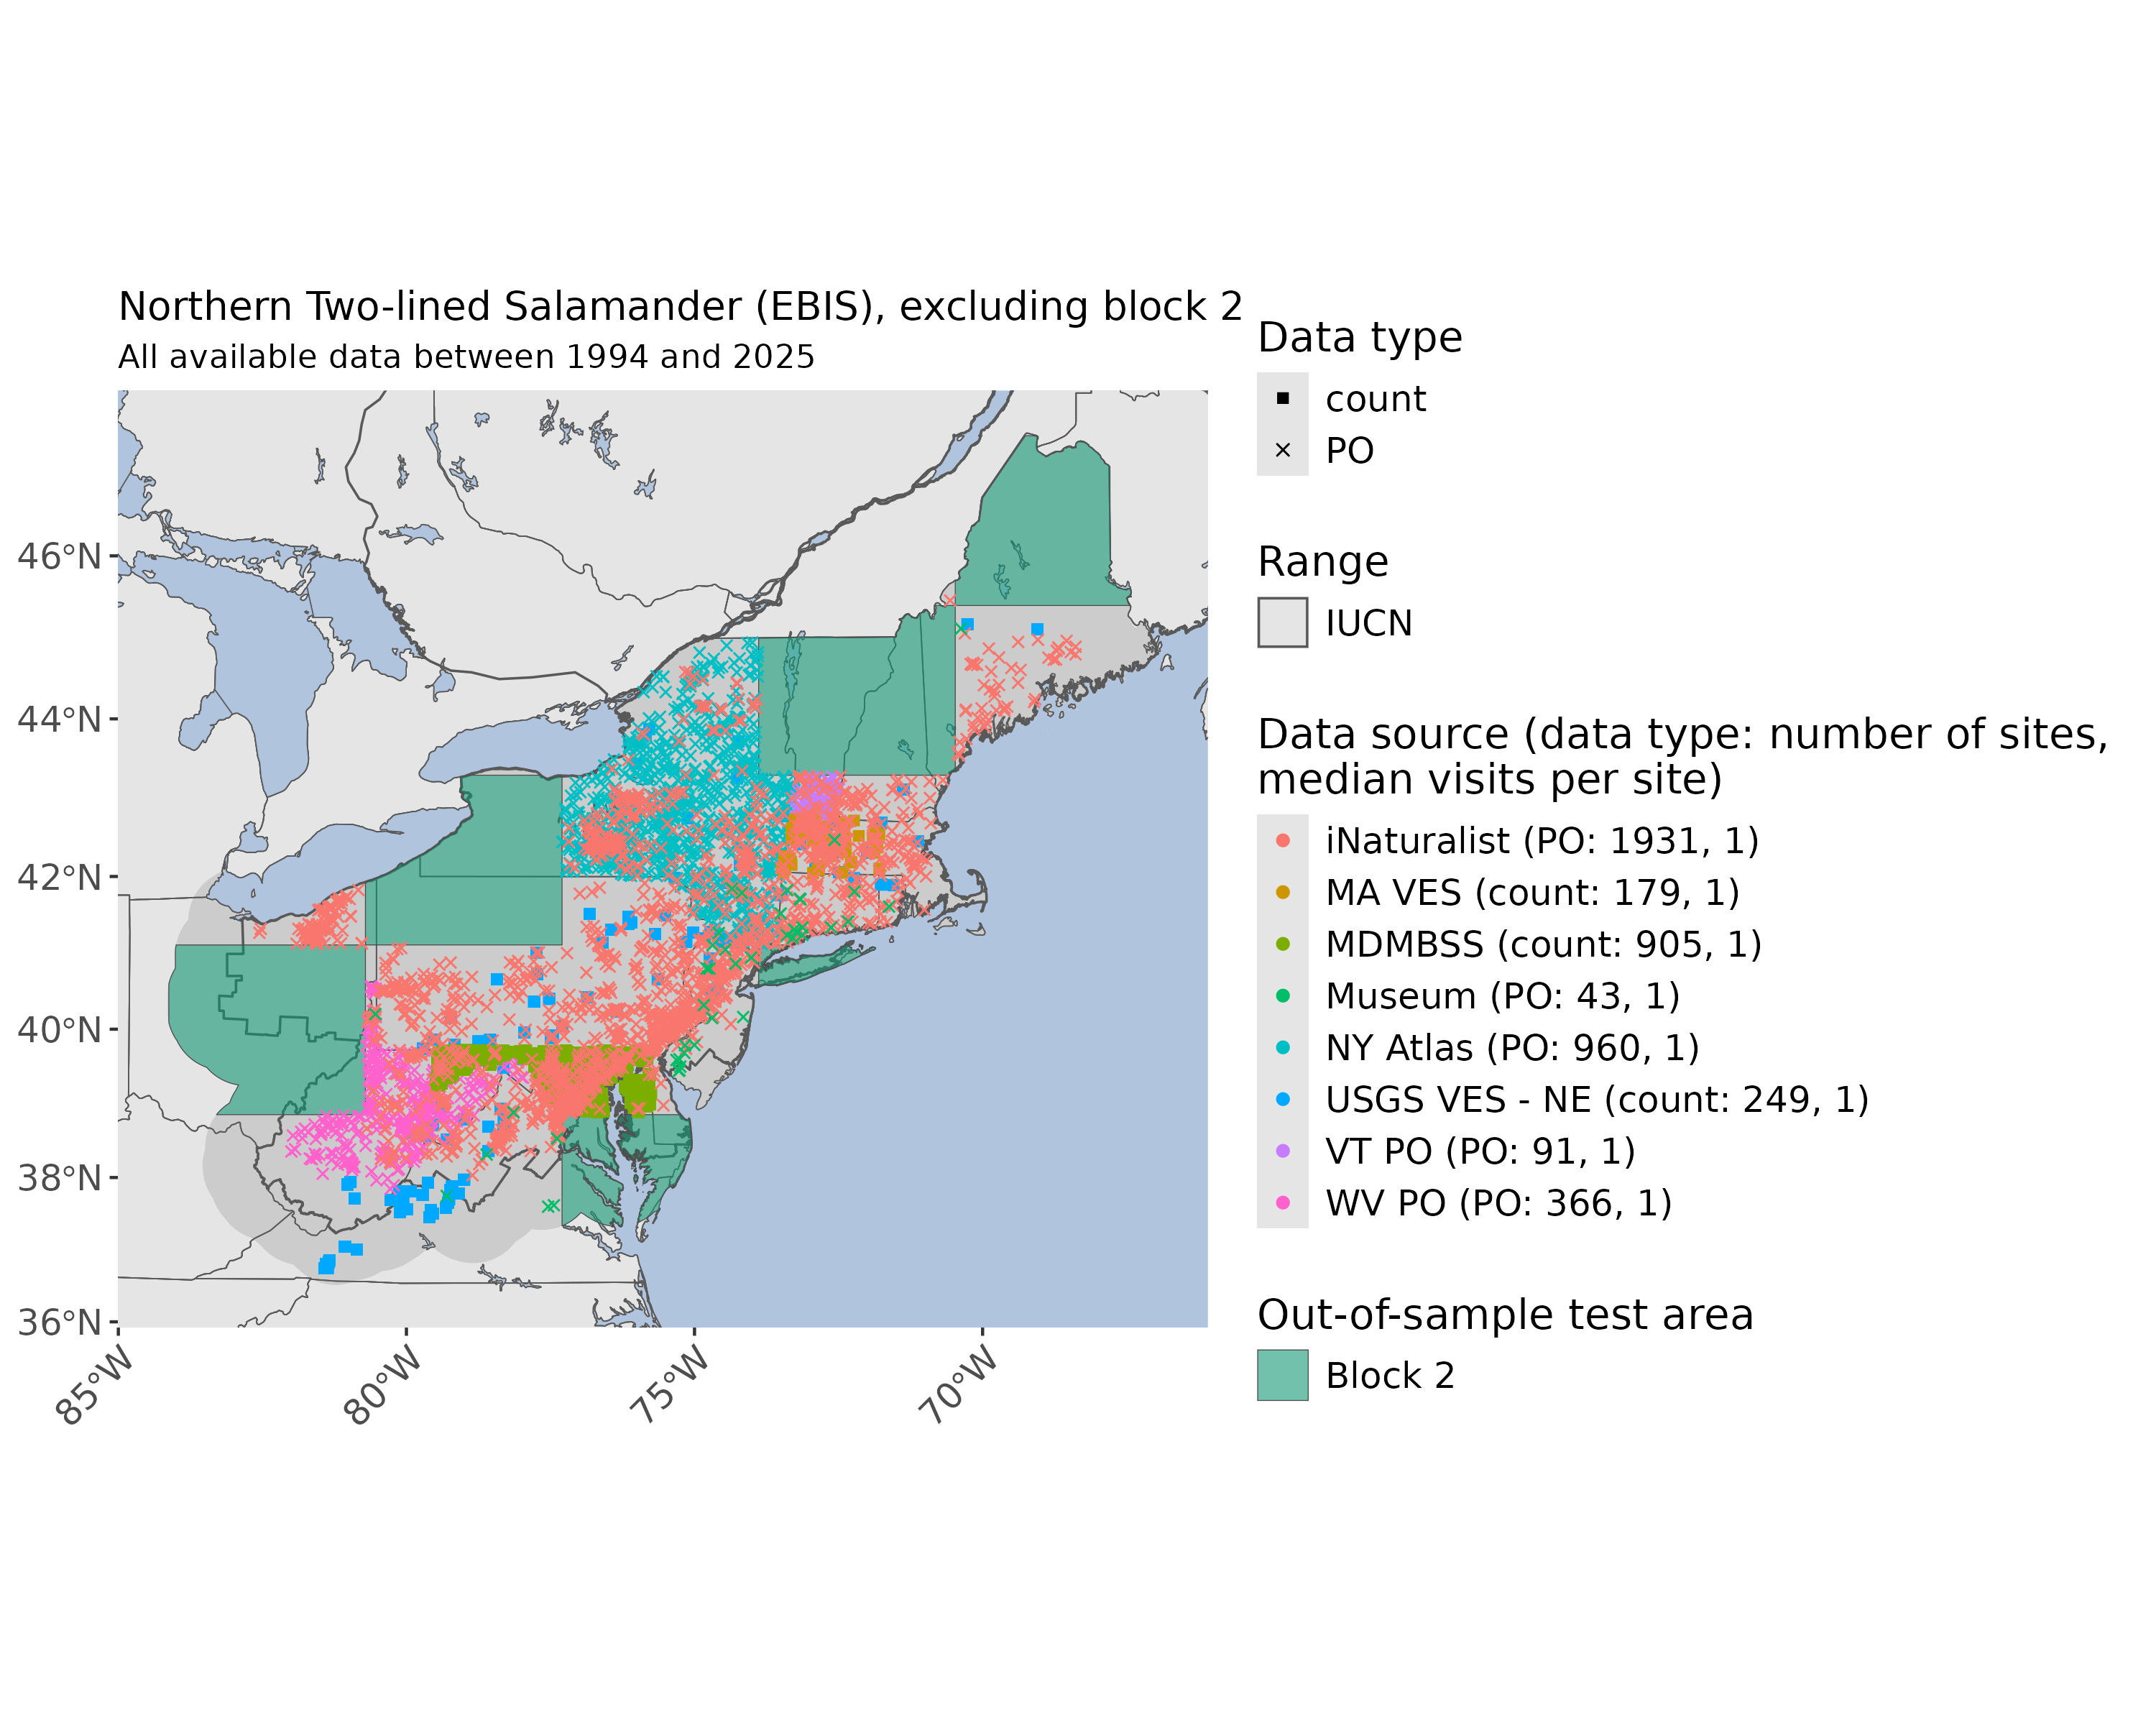 Northern Two-lined Salamander (EBIS), excluding block 2
All available data between 1994 and 2025
46°N
44°N
42°N
40°N
38°N
36°N
85°W
80°W
75°W
70°W
Data type
count
PO
Range
IUCN
Data source (data type: number of sites,
median visits per site)
iNaturalist (PO: 1931, 1)
MA VES (count: 179, 1)
MDMBSS (count: 905, 1)
Museum (PO: 43, 1)
NY Atlas (PO: 960, 1)
USGS VES - NE (count: 249, 1)
VT PO (PO: 91, 1)
WV PO (PO: 366, 1)
Out-of-sample test area
Block 2